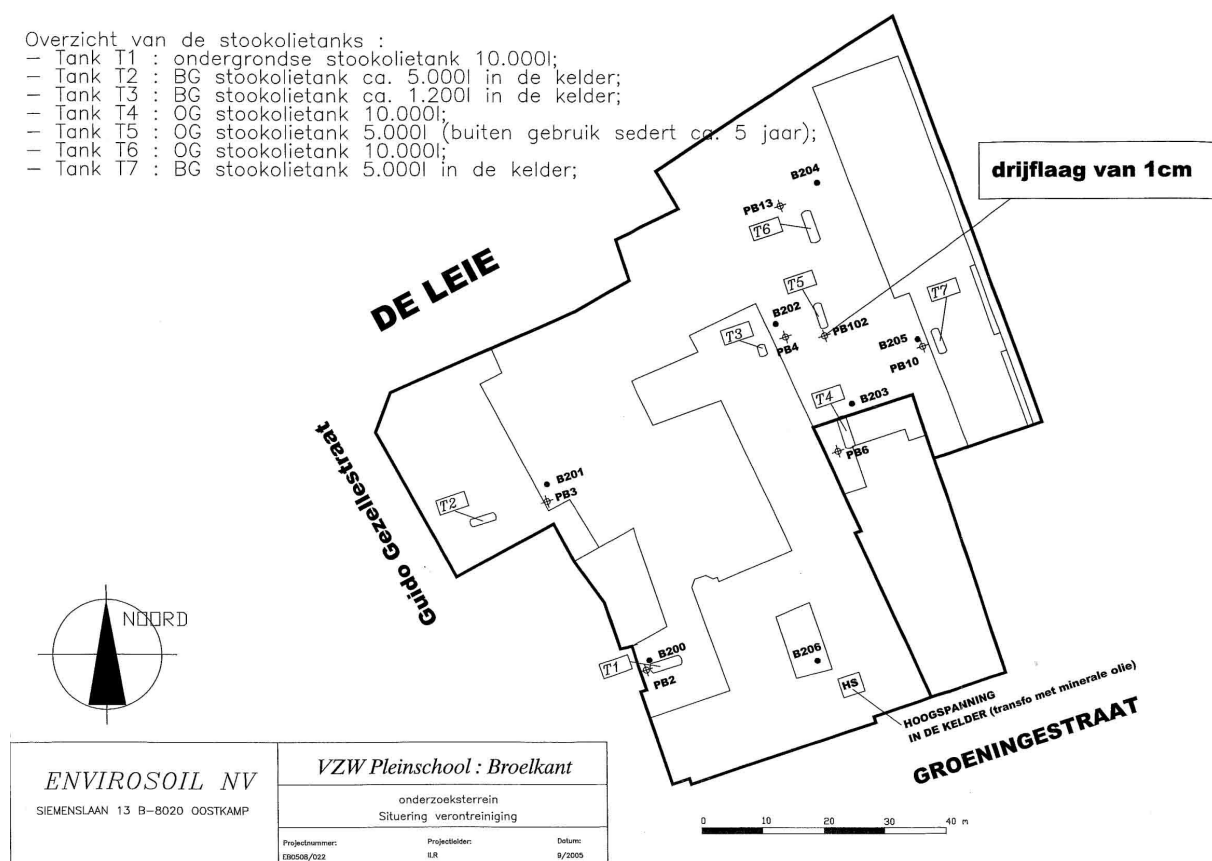 Overzicht van de stookolietanks :
– Tank T1 : ondergrondse stookolietank 10.000l;
– Tank T2 : BG stookolietank ca. 5.000l in de kelder;
– Tank T3 : BG stookolietank ca. 1.200l in de kelder;
– Tank T4 : OG stookolietank 10.000l;
– Tank T5 : OG stookolietank 5.000l (buiten gebruik sedert ca. 5 jaar);
– Tank T6 : OG stookolietank 10.000l;
– Tank T7 : BG stookolietank 5.000l in de kelder;
drijflaag van 1cm
B204
PB13
T6
DE LEIE
T5
T7
B202
PB102
T3
PB4
B205
PB10
T4
B203
PB6
Guido Gezellestraat
B201
PB3
T2
NOORD
B200
T1
PB2
B206
HS
HOOGSPANNING
IN DE KELDER (transfo met minerale olie)
GROENINGESTRAAT
ENVIROSOIL NV
SIEMENSLAAN 13 B–8020 OOSTKAMP
VZW Pleinschool : Broelkant
onderzoeksterrein
Situering verontreiniging
Projectnummer:
EB0508/022
Projectleider:
II.R
Datum:
9/2005
0 10 20 30 40 m